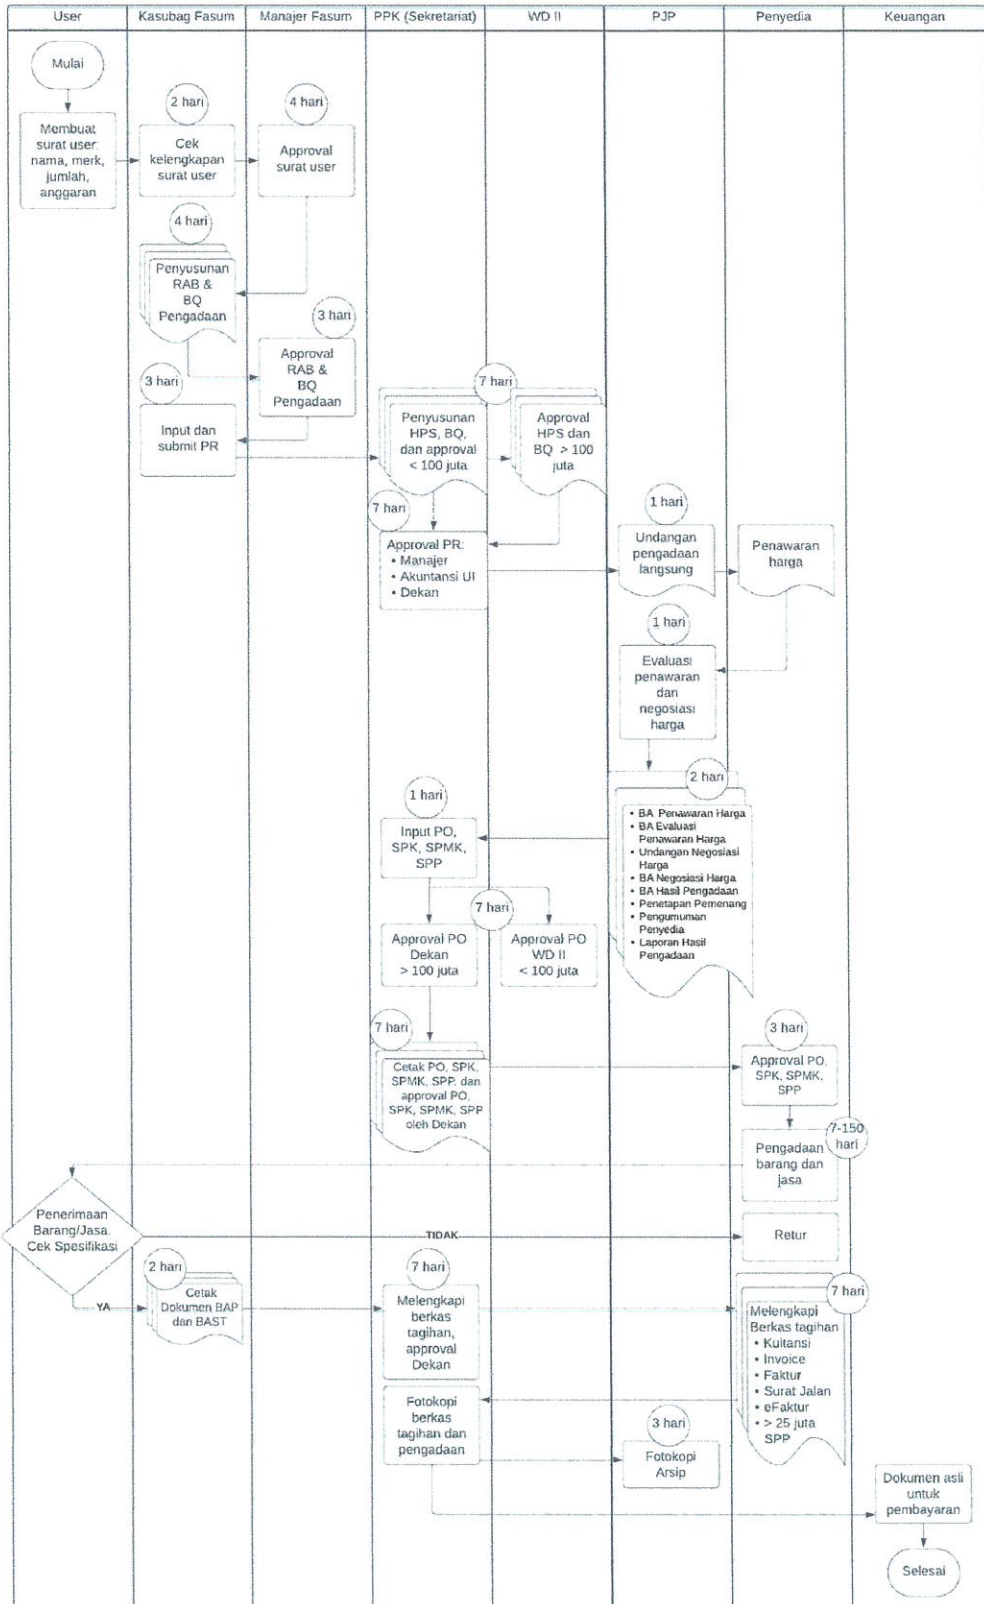 User
Kasubag Fasum
Manajer Fasum
PPK (Sekretariat)
WD II
PJP
Penyedia
Keuangan
Mulai
2 hari
4 hari
Membuat
surat user:
nama, merk,
jumlah,
anggaran
Cek
kelengkapan
surat user
Approval
surat user
4 hari
Penyusunan
RAB &
BQ
Pengadaan
3 hari
Approval
RAB &
BQ
Pengadaan
3 hari
Input dan
submit PR
7 hari
Penyusunan
HPS, BQ,
dan approval
< 100 juta
Approval
HPS dan
BQ > 100
juta
7 hari
Approval PR:
• Manajer
• Akuntansi UI
• Dekan
1 hari
Undangan
pengadaan
langsung
Penawaran
harga
1 hari
Evaluasi
penawaran
dan
negosiasi
harga
2 hari
• BA Penawaran Harga
• BA Evaluasi
Penawaran Harga
• Undangan Negosiasi
Harga
• BA Negosiasi Harga
• BA Hasil Pengadaan
• Penetapan Pemenang
• Pengumuman
Penyedia
• Laporan Hasil
Pengadaan
1 hari
Input PO,
SPK, SPMK,
SPP
7 hari
Approval PO
Dekan
> 100 juta
Approval PO
WD II
< 100 juta
7 hari
Cetak PO, SPK,
SPMK, SPP. dan
approval PO,
SPK, SPMK, SPP
oleh Dekan
3 hari
Approval PO,
SPK, SPMK,
SPP
7-150
hari
Pengadaan
barang dan
jasa
Penerimaan
Barang/Jasa.
Cek Spesifikasi
TIDAK
Retur
YA
2 hari
Cetak
Dokumen BAP
dan BAST
7 hari
Melengkapi
berkas
tagihan,
approval
Dekan
7 hari
Melengkapi
Berkas tagihan
• Kuitansi
• Invoice
• Faktur
• Surat Jalan
• eFaktur
• > 25 juta
SPP
Fotokopi
berkas
tagihan dan
pengadaan
3 hari
Fotokopi
Arsip
Dokumen asli
untuk
pembayaran
Selesai